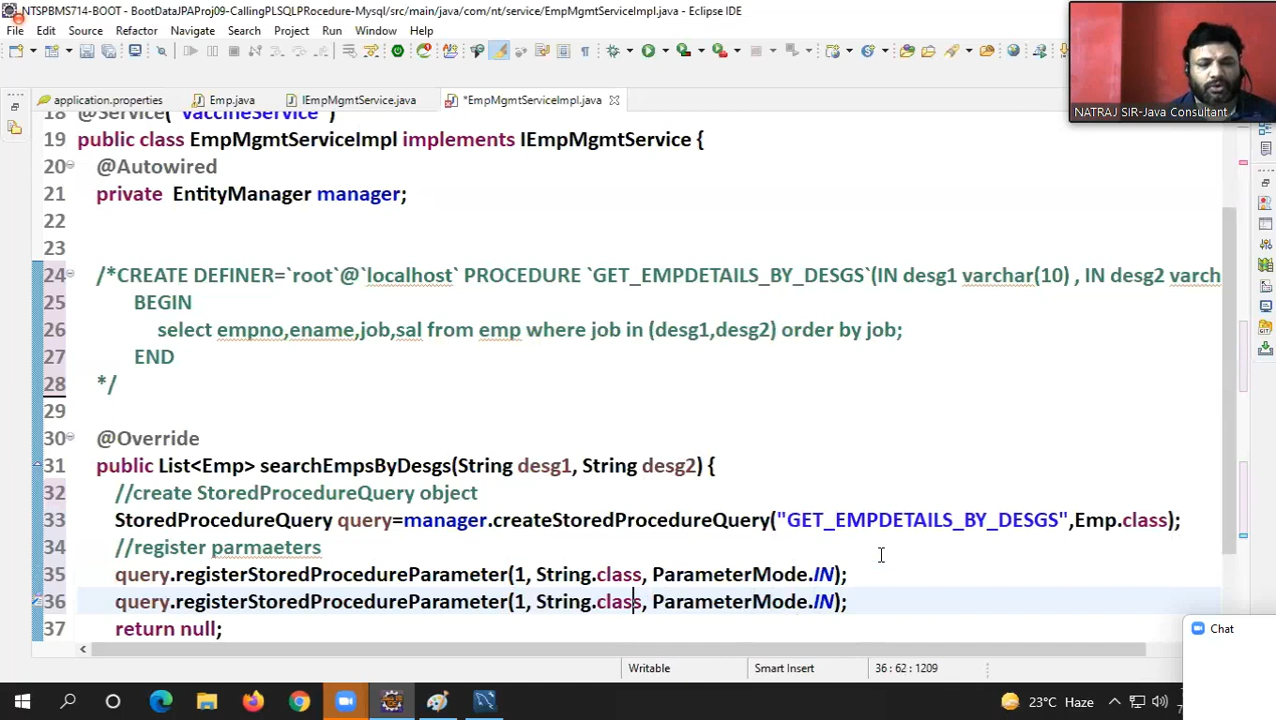 NTSPBMS714-BOOT - BootDataJPAProj09-CallingPLSQLPRocedure-Mysql/src/main/java/com/nt/service/EmpMgmtServiceImpl.java - Eclipse IDE
File Edit Source Refactor Navigate Search Project Run Window Help
NATRAJ SIR-Java Consultant
application.properties Emp.java IEmpMgmtService.java *EmpMgmtServiceImpl.java
18 @Service("vaccineService")
19 public class EmpMgmtServiceImpl implements IEmpMgmtService {
20 @Autowired
21 private EntityManager manager;
22
23
24 /*CREATE DEFINER=`root`@`localhost` PROCEDURE `GET_EMPDETAILS_BY_DESGS`(IN desg1 varchar(10) , IN desg2 varch
25 BEGIN
26 select empno,ename,job,sal from emp where job in (desg1,desg2) order by job;
27 END
28 */
29
30 @Override
31 public List<Emp> searchEmpsByDesgs(String desg1, String desg2) {
32 //create StoredProcedureQuery object
33 StoredProcedureQuery query=manager.createStoredProcedureQuery("GET_EMPDETAILS_BY_DESGS",Emp.class);
34 //register parmaeters
35 query.registerStoredProcedureParameter(1, String.class, ParameterMode.IN);
36 query.registerStoredProcedureParameter(1, String.class, ParameterMode.IN);
37 return null;
Chat
Writable Smart Insert 36 : 62 : 1209
23°C Haze